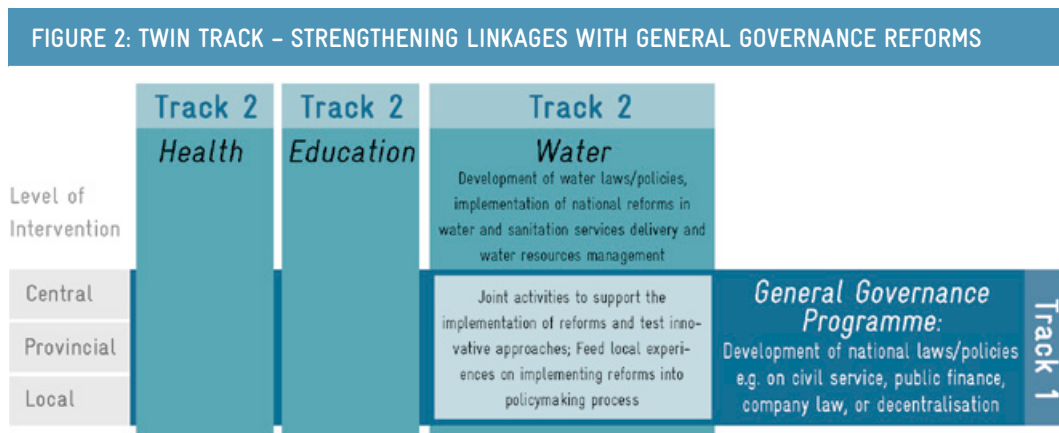 FIGURE 2: TWIN TRACK – STRENGTHENING LINKAGES WITH GENERAL GOVERNANCE REFORMS
Track 2
Health
Track 2
Education
Track 2
Water
Development of water laws/policies,
implementation of national reforms in
water and sanitation services delivery and
water resources management
Level of
Intervention
Central
Provincial
Local
Joint activities to support the
implementation of reforms and test inno-
vative approaches; Feed local experi-
ences on implementing reforms into
policymaking process
General Governance
Programme:
Development of national laws/policies
e.g. on civil service, public finance,
company law, or decentralisation
Track 1